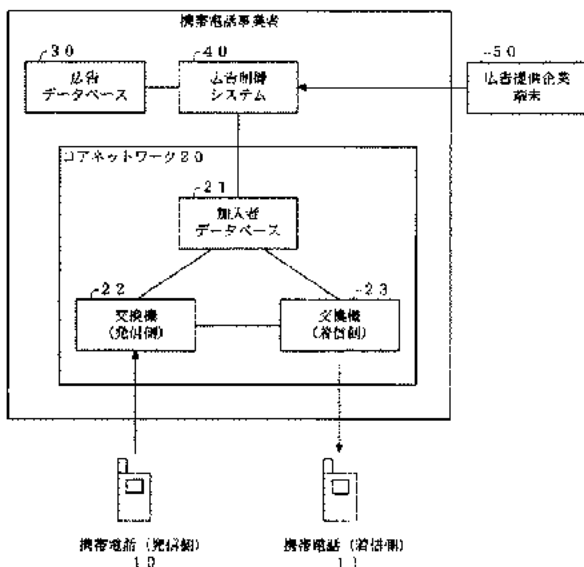 携帯電話事業者
30
広告
データベース
40
広告制御
システム
50
広告提供企業
端末
コアネットワーク20
21
加入者
データベース
22
交換機
(発信側)
23
交換機
(着信側)
携帯電話(発信側)
10
携帯電話(着信側)
11